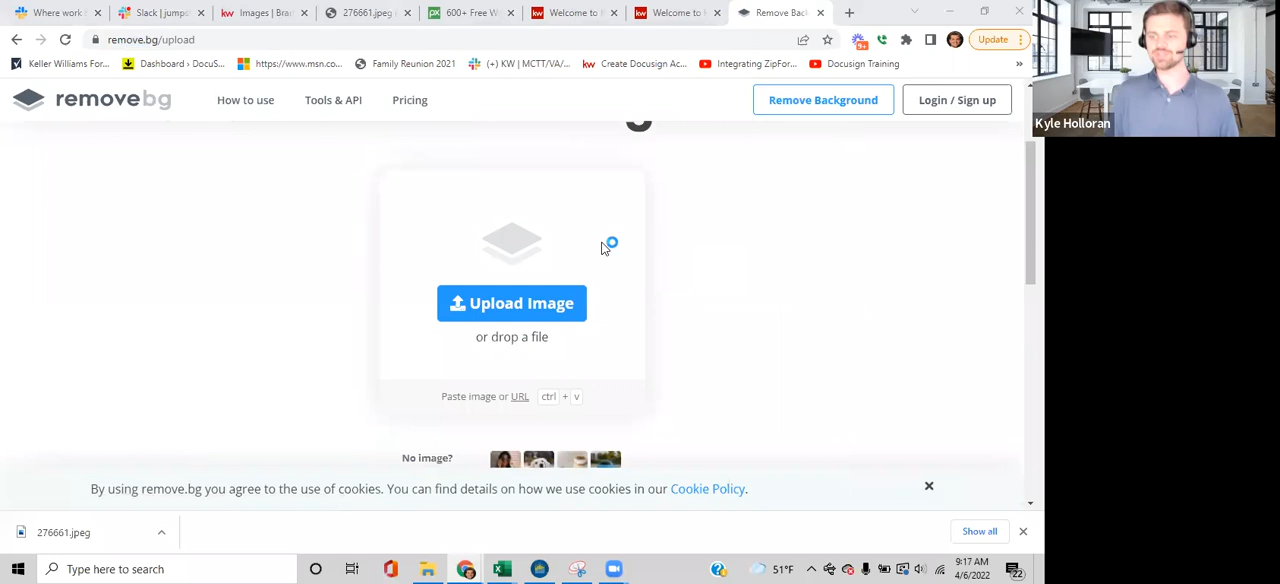 Where work
Slack | jumps
Images | Bra
276661.jpeg
600+ Free W
Welcome to
Welcome to
Remove Bac
remove.bg/upload
9+
Update
Keller Williams For...
Dashboard › DocuS...
https://www.msn.co...
Family Reunion 2021
(+) KW | MCTT/VA/...
Create Docusign Ac...
Integrating ZipFor...
Docusign Training
»
removebg
How to use
Tools & API
Pricing
Remove Background
Login / Sign up
Kyle Holloran
Upload Image
or drop a file
Paste image or URL ctrl + v
No image?
By using remove.bg you agree to the use of cookies. You can find details on how we use cookies in our Cookie Policy.
276661.jpeg
Show all
Type here to search
51°F
9:17 AM
4/6/2022
22